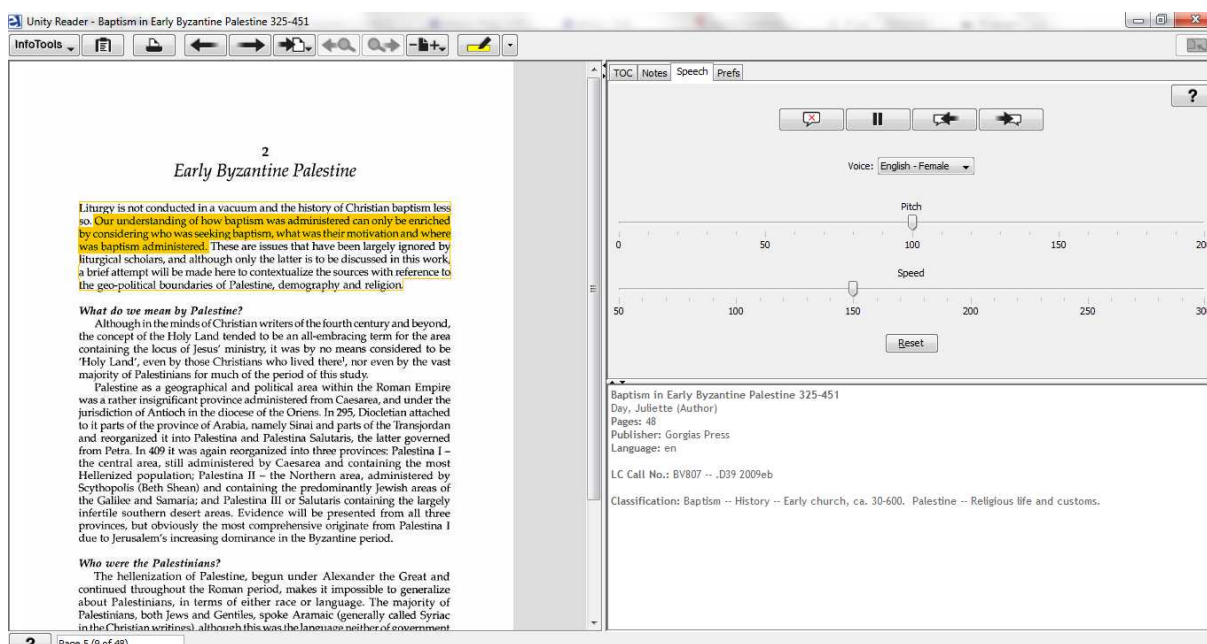 Unity Reader - Baptism in Early Byzantine Palestine 325-451
InfoTools
2
Early Byzantine Palestine
Liturgy is not conducted in a vacuum and the history of Christian baptism less
so. Our understanding of how baptism was administered can only be enriched
by considering who was seeking baptism, what was their motivation and where
was baptism administered. These are issues that have been largely ignored by
liturgical scholars, and although only the latter is to be discussed in this work,
a brief attempt will be made here to contextualize the sources with reference to
the geo-political boundaries of Palestine, demography and religion.
What do we mean by Palestine?
Although in the minds of Christian writers of the fourth century and beyond,
the concept of the Holy Land tended to be an all-embracing term for the area
containing the locus of Jesus' ministry, it was by no means considered to be
'Holy Land', even by those Christians who lived there¹, nor even by the vast
majority of Palestinians for much of the period of this study.
Palestine as a geographical and political area within the Roman Empire
was a rather insignificant province administered from Caesarea, and under the
jurisdiction of Antioch in the diocese of the Oriens. In 295, Diocletian attached
to it parts of the province of Arabia, namely Sinai and parts of the Transjordan
and reorganized it into Palestina and Palestina Salutaris, the latter governed
from Petra. In 409 it was again reorganized into three provinces: Palestina I –
the central area, still administered by Caesarea and containing the most
Hellenized population; Palestina II – the Northern area, administered by
Scythopolis (Beth Shean) and containing the predominantly Jewish areas of
the Galilee and Samaria; and Palestina III or Salutaris containing the largely
infertile southern desert areas. Evidence will be presented from all three
provinces, but obviously the most comprehensive originate from Palestina I
due to Jerusalem's increasing dominance in the Byzantine period.
Who were the Palestinians?
The hellenization of Palestine, begun under Alexander the Great and
continued throughout the Roman period, makes it impossible to generalize
about Palestinians, in terms of either race or language. The majority of
Palestinians, both Jews and Gentiles, spoke Aramaic (generally called Syriac
in the Christian writings), although this was the language neither of government
? Page 5 (9 of 48)
TOC Notes Speech Prefs
?
Voice: English - Female
Pitch
0 50 100 150 20
Speed
50 100 150 200 250 30
Reset
Baptism in Early Byzantine Palestine 325-451
Day, Juliette (Author)
Pages: 48
Publisher: Gorgias Press
Language: en
LC Call No.: BV807 -- .D39 2009eb
Classification: Baptism -- History -- Early church, ca. 30-600. Palestine -- Religious life and customs.